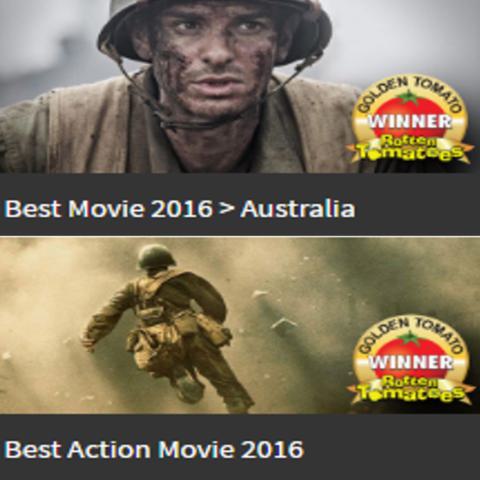 GOLDEN TOMATO
WINNER
Rotten
Tomatoes
Best Movie 2016 > Australia
GOLDEN TOMATO
WINNER
Rotten
Tomatoes
Best Action Movie 2016